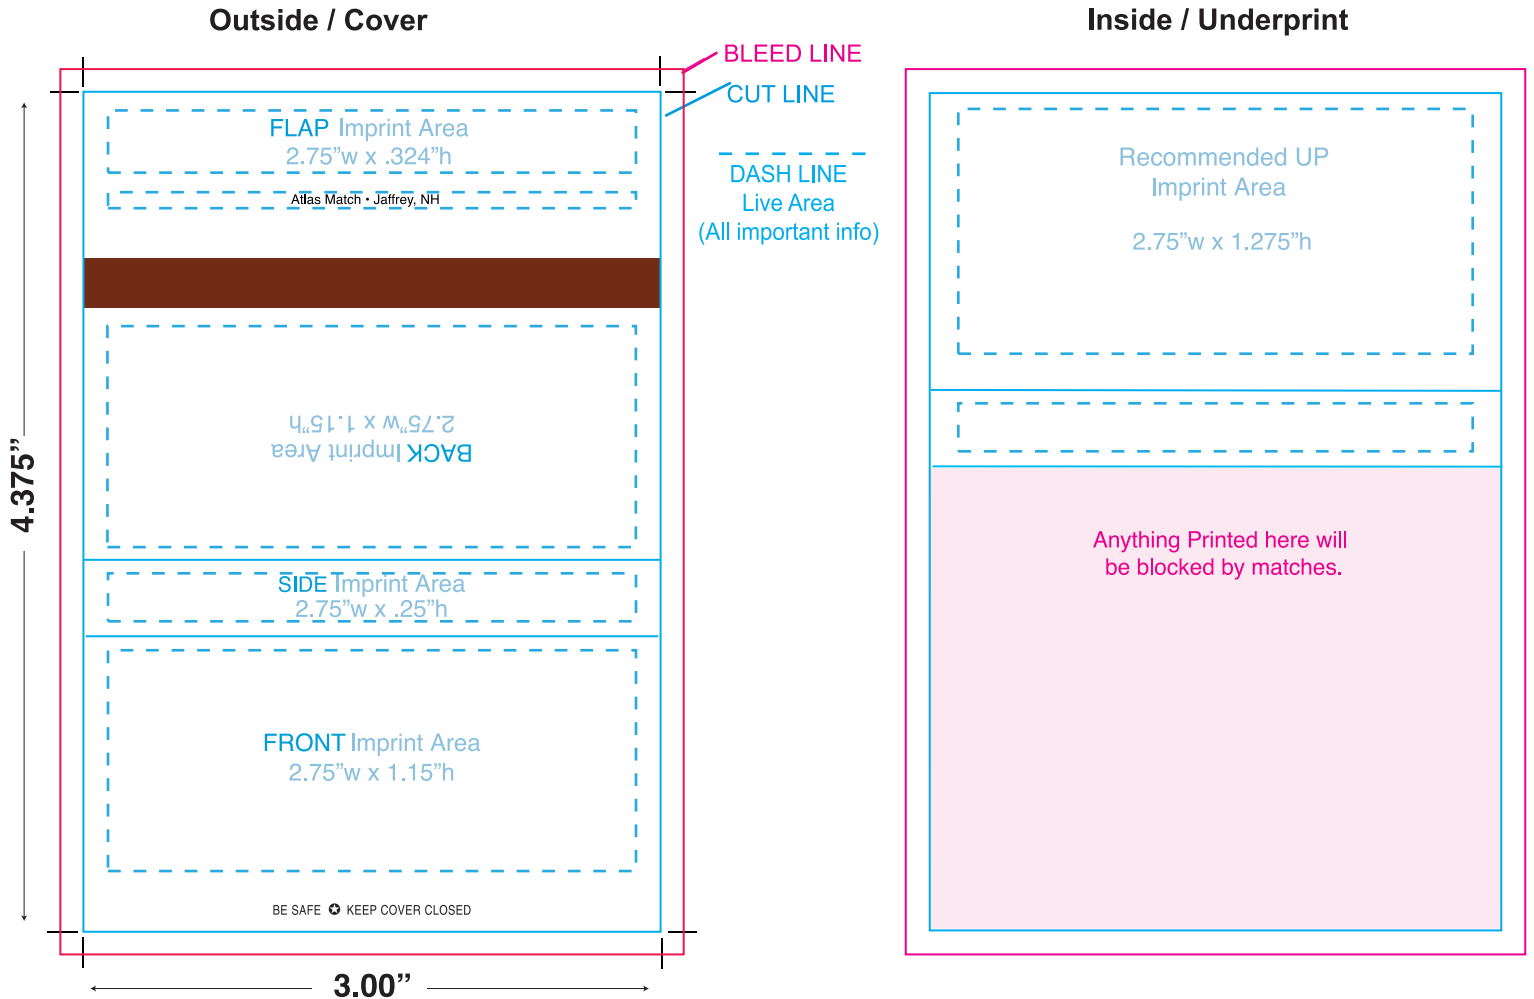 Outside / Cover
Inside / Underprint
BLEED LINE
CUT LINE
DASH LINE
Live Area
(All important info)
FLAP Imprint Area
2.75”w x .324”h
Atlas Match • Jaffrey, NH
BACK Imprint Area
2.75”w x 1.15”h
SIDE Imprint Area
2.75”w x .25”h
FRONT Imprint Area
2.75”w x 1.15”h
BE SAFE ✪ KEEP COVER CLOSED
4.375”
3.00”
Recommended UP
Imprint Area
2.75”w x 1.275”h
Anything Printed here will
be blocked by matches.